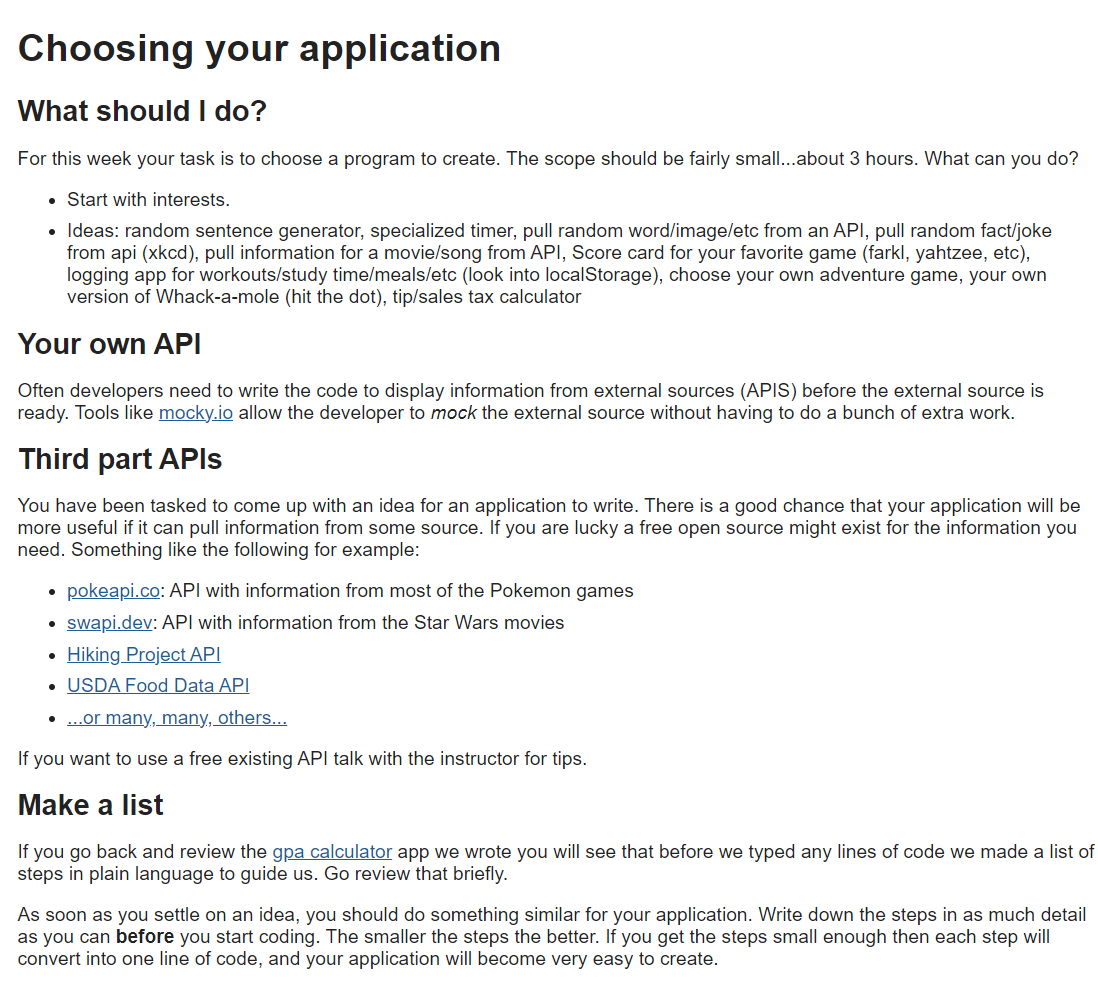 Choosing your application
What should I do?
For this week your task is to choose a program to create. The scope should be fairly small...about 3 hours. What can you do?
• Start with interests.
• Ideas: random sentence generator, specialized timer, pull random word/image/etc from an API, pull random fact/joke
from api (xkcd), pull information for a movie/song from API, Score card for your favorite game (farkl, yahtzee, etc),
logging app for workouts/study time/meals/etc (look into localStorage), choose your own adventure game, your own
version of Whack-a-mole (hit the dot), tip/sales tax calculator
Your own API
Often developers need to write the code to display information from external sources (APIS) before the external source is
ready. Tools like mocky.io allow the developer to mock the external source without having to do a bunch of extra work.
Third part APIs
You have been tasked to come up with an idea for an application to write. There is a good chance that your application will be
more useful if it can pull information from some source. If you are lucky a free open source might exist for the information you
need. Something like the following for example:
• pokeapi.co: API with information from most of the Pokemon games
• swapi.dev: API with information from the Star Wars movies
• Hiking Project API
• USDA Food Data API
• ...or many, many, others...
If you want to use a free existing API talk with the instructor for tips.
Make a list
If you go back and review the gpa calculator app we wrote you will see that before we typed any lines of code we made a list of
steps in plain language to guide us. Go review that briefly.
As soon as you settle on an idea, you should do something similar for your application. Write down the steps in as much detail
as you can before you start coding. The smaller the steps the better. If you get the steps small enough then each step will
convert into one line of code, and your application will become very easy to create.